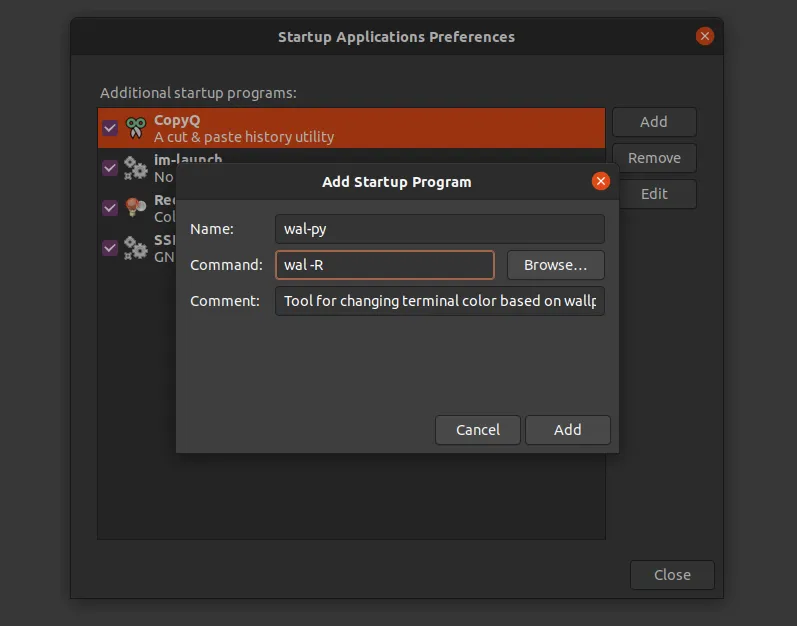 Startup Applications Preferences
Additional startup programs:
CopyQ
A cut & paste history utility
im-launch
No
Col
SSI
GN
Add
Remove
Edit
Add Startup Program
Name: wal-py
Command: wal -R Browse...
Comment: Tool for changing terminal color based on wallp
Cancel Add
Close